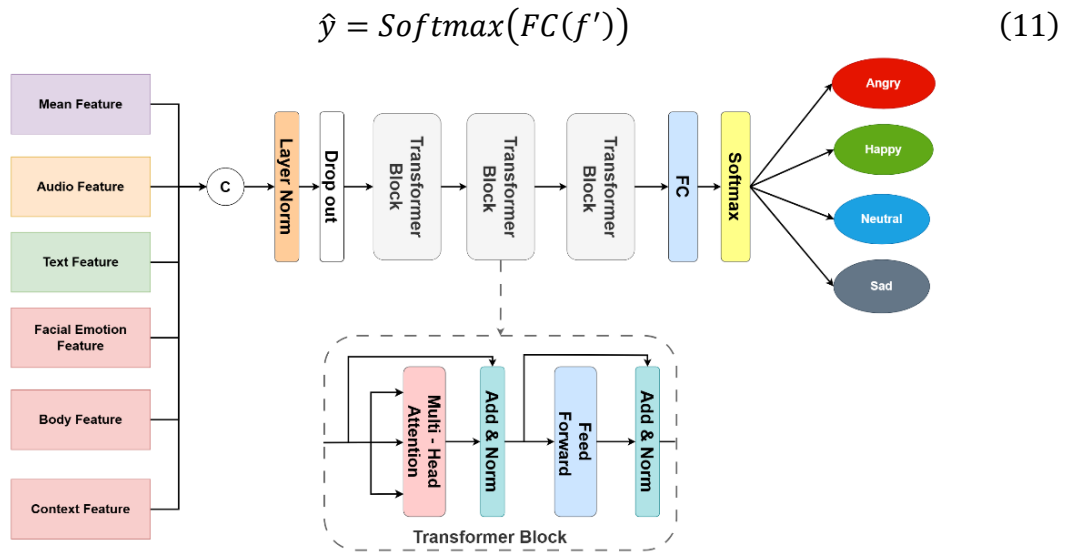 ŷ = Softmax(FC(f′)) (11)
Mean Feature
Audio Feature
Text Feature
Facial Emotion
Feature
Body Feature
Context Feature
C
Layer Norm
Drop out
Transformer
Block
Transformer
Block
Transformer
Block
FC
Softmax
Angry
Happy
Neutral
Sad
Multi - Head
Attention
Add & Norm
Feed
Forward
Add & Norm
Transformer Block